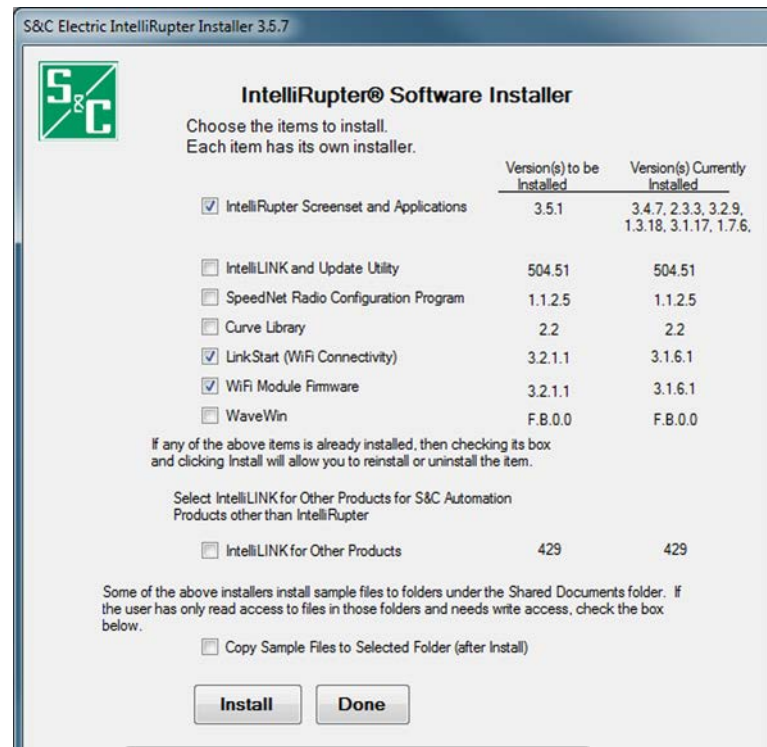 S&C Electric IntelliRupter Installer 3.5.7
S&C
IntelliRupter® Software Installer
Choose the items to install.
Each item has its own installer.
Version(s) to be Installed
Version(s) Currently Installed
IntelliRupter Screenset and Applications 3.5.1 3.4.7, 2.3.3, 3.2.9,
1.3.18, 3.1.17, 1.7.6,
IntelliLINK and Update Utility 504.51 504.51
SpeedNet Radio Configuration Program 1.1.2.5 1.1.2.5
Curve Library 2.2 2.2
LinkStart (WiFi Connectivity) 3.2.1.1 3.1.6.1
WiFi Module Firmware 3.2.1.1 3.1.6.1
WaveWin F.B.0.0 F.B.0.0
If any of the above items is already installed, then checking its box
and clicking Install will allow you to reinstall or uninstall the item.
Select IntelliLINK for Other Products for S&C Automation
Products other than IntelliRupter
IntelliLINK for Other Products 429 429
Some of the above installers install sample files to folders under the Shared Documents folder. If
the user has only read access to files in those folders and needs write access, check the box
below.
Copy Sample Files to Selected Folder (after Install)
Install Done